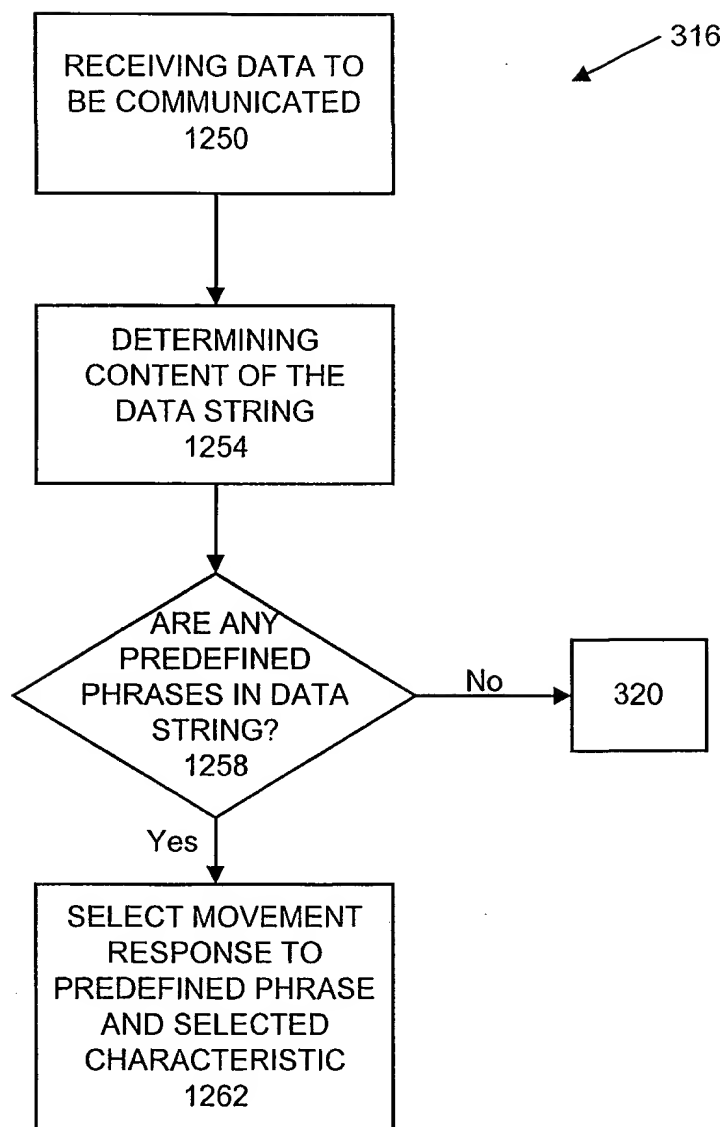 316
RECEIVING DATA TO
BE COMMUNICATED
1250
DETERMINING
CONTENT OF THE
DATA STRING
1254
ARE ANY
PREDEFINED
PHRASES IN DATA
STRING?
1258
No
320
Yes
SELECT MOVEMENT
RESPONSE TO
PREDEFINED PHRASE
AND SELECTED
CHARACTERISTIC
1262